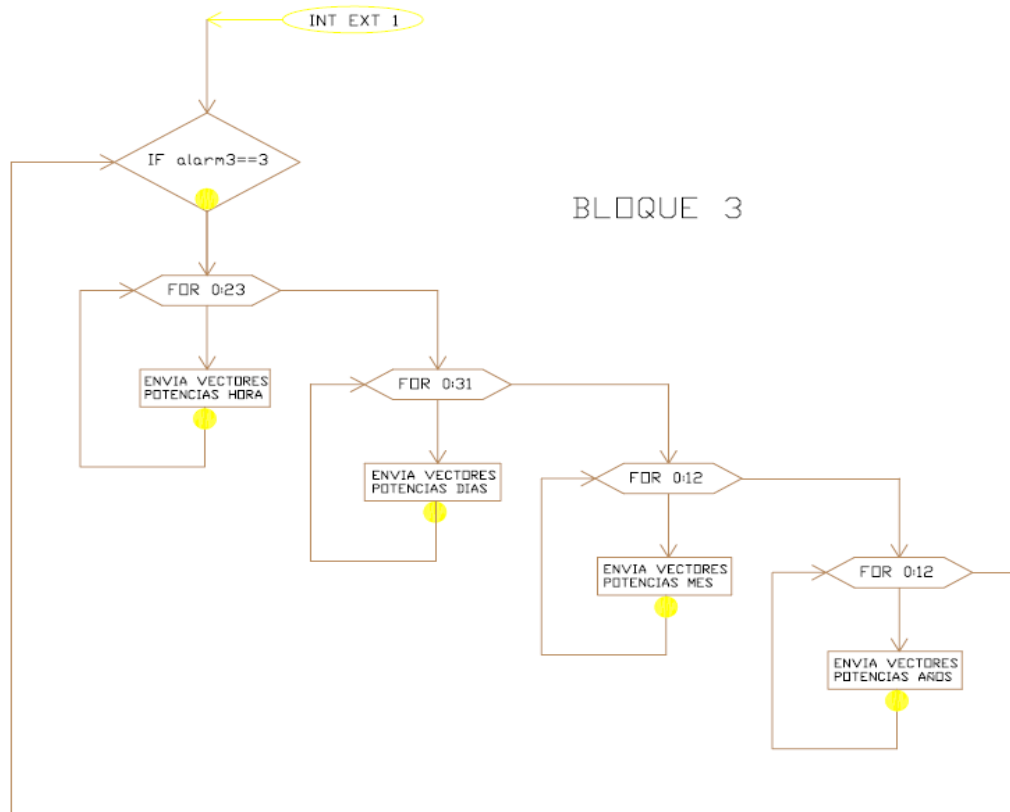 INT EXT 1
IF alarm3==3
BLOQUE 3
FOR 0:23
ENVIA VECTORES
POTENCIAS HORA
FOR 0:31
ENVIA VECTORES
POTENCIAS DIAS
FOR 0:12
ENVIA VECTORES
POTENCIAS MES
FOR 0:12
ENVIA VECTORES
POTENCIAS AÑOS